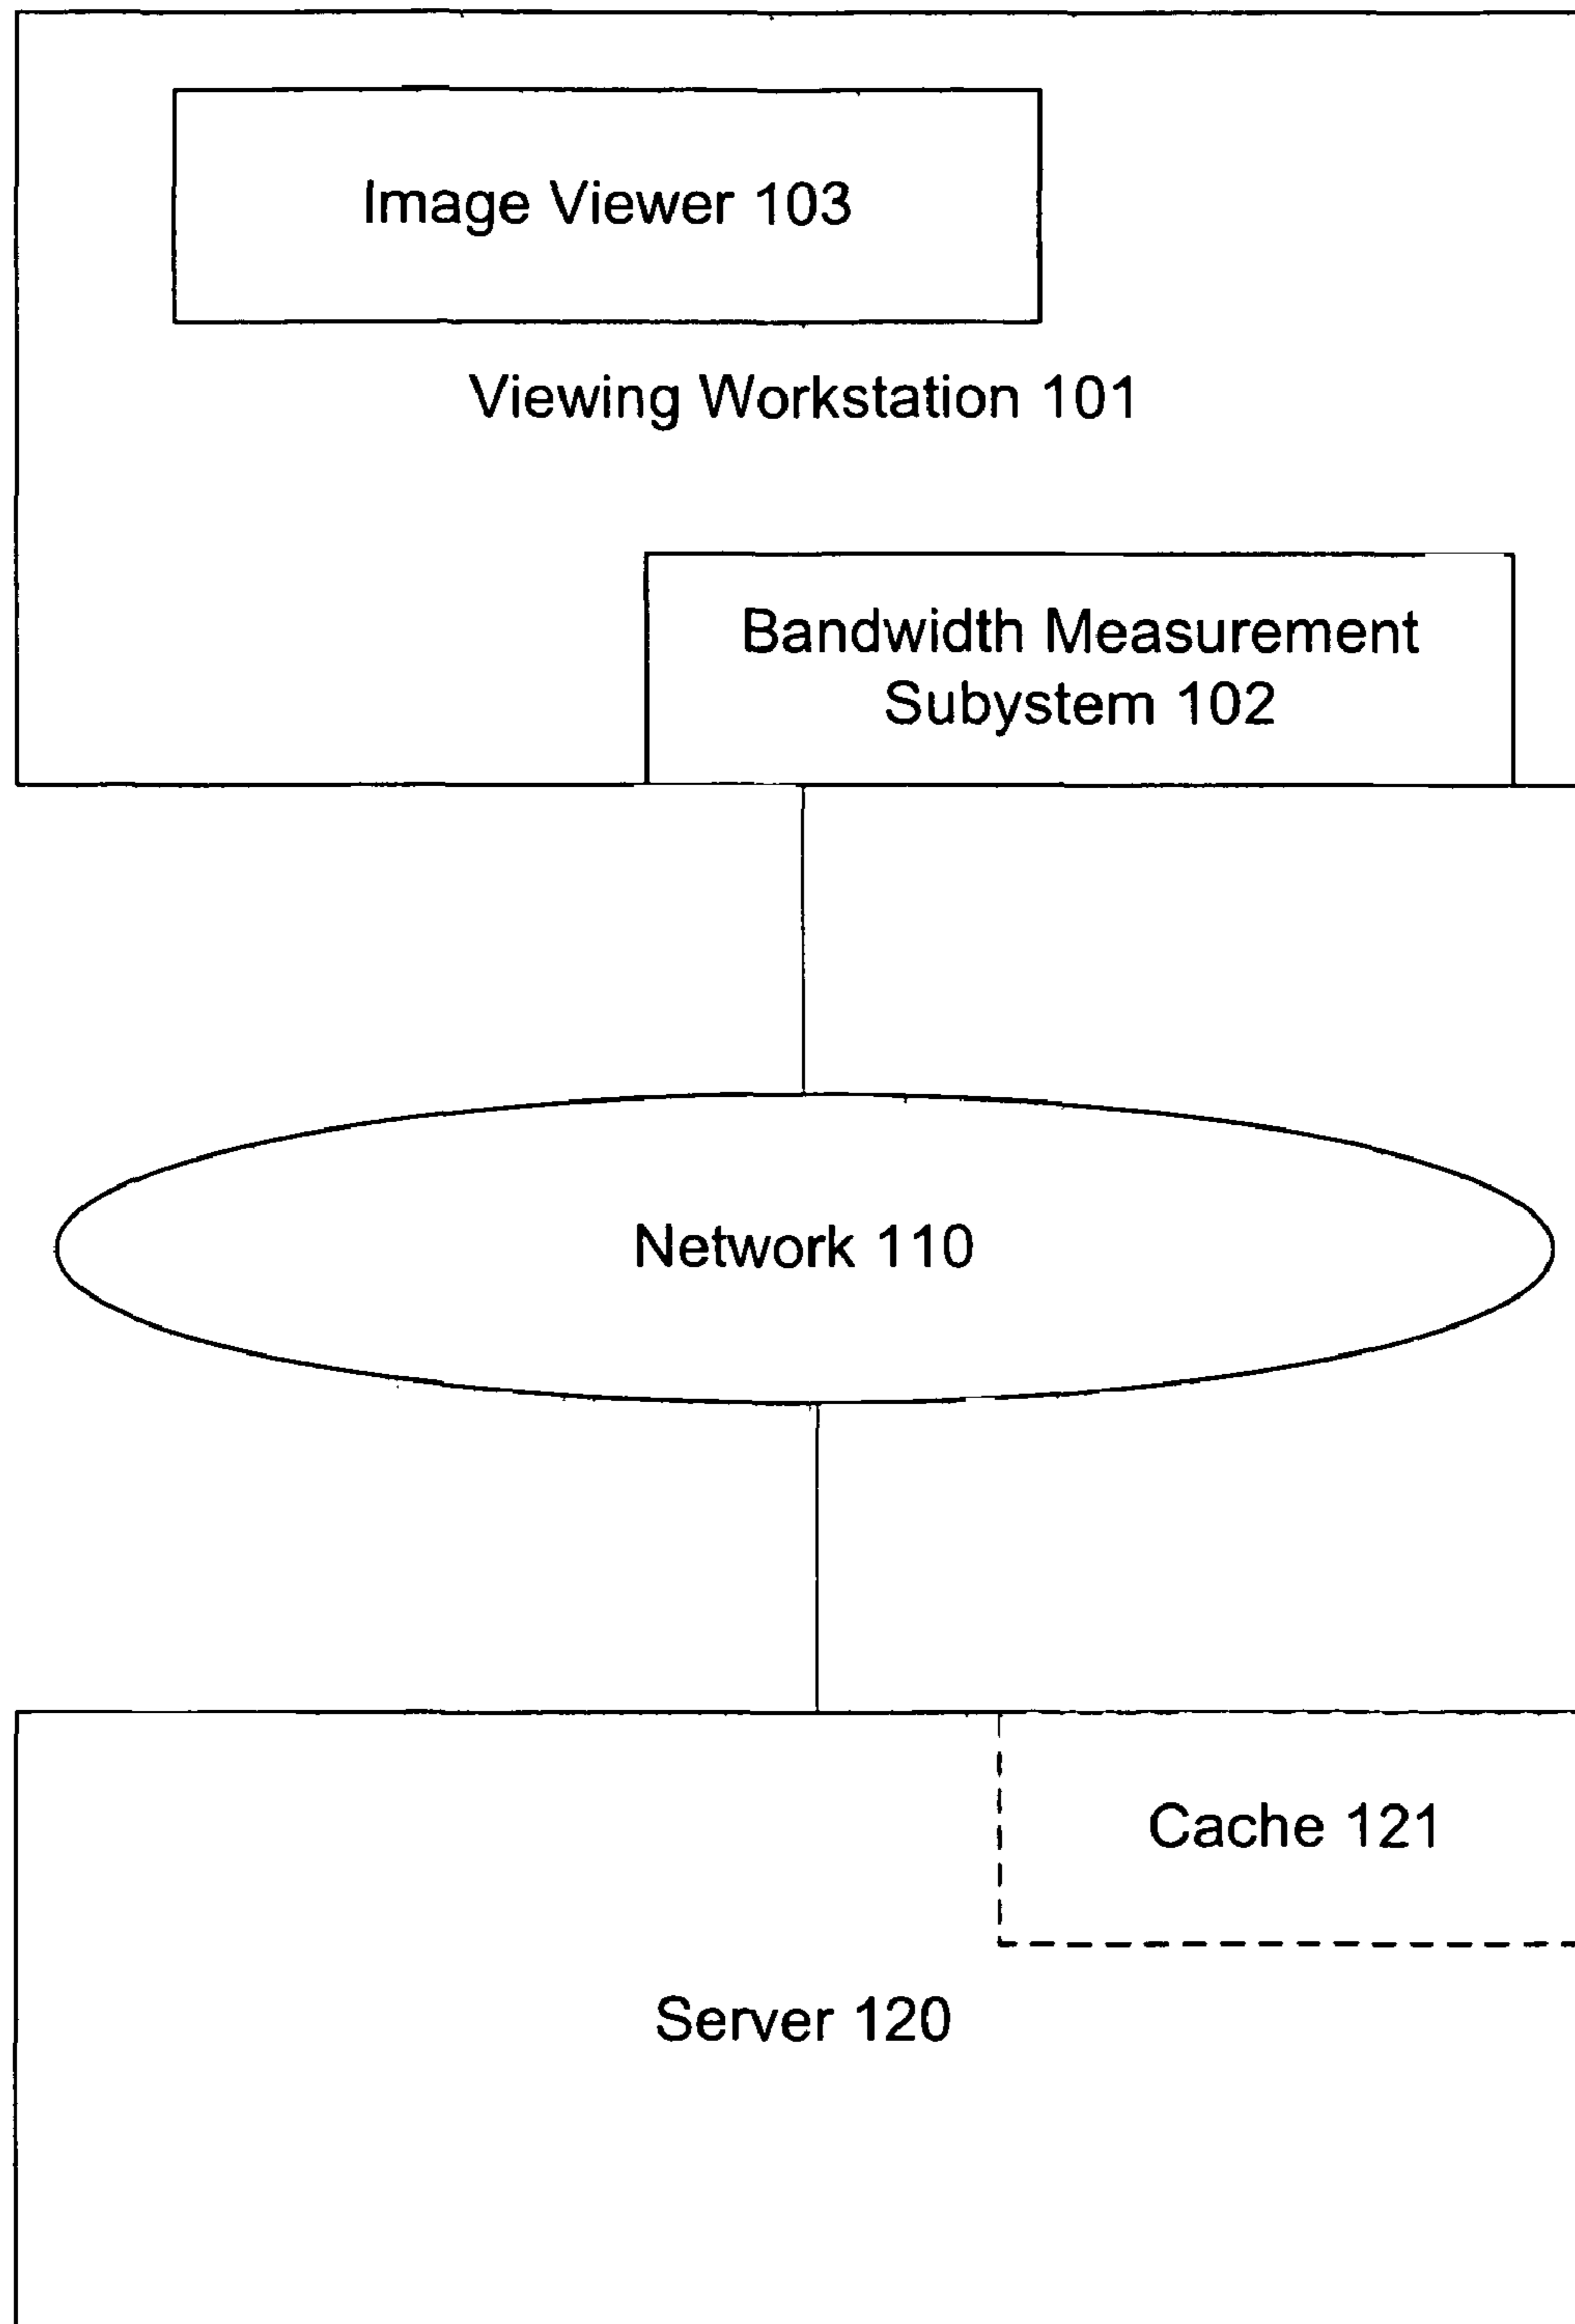 Image Viewer 103
Viewing Workstation 101
Bandwidth Measurement
Subystem 102
Network 110
Cache 121
Server 120